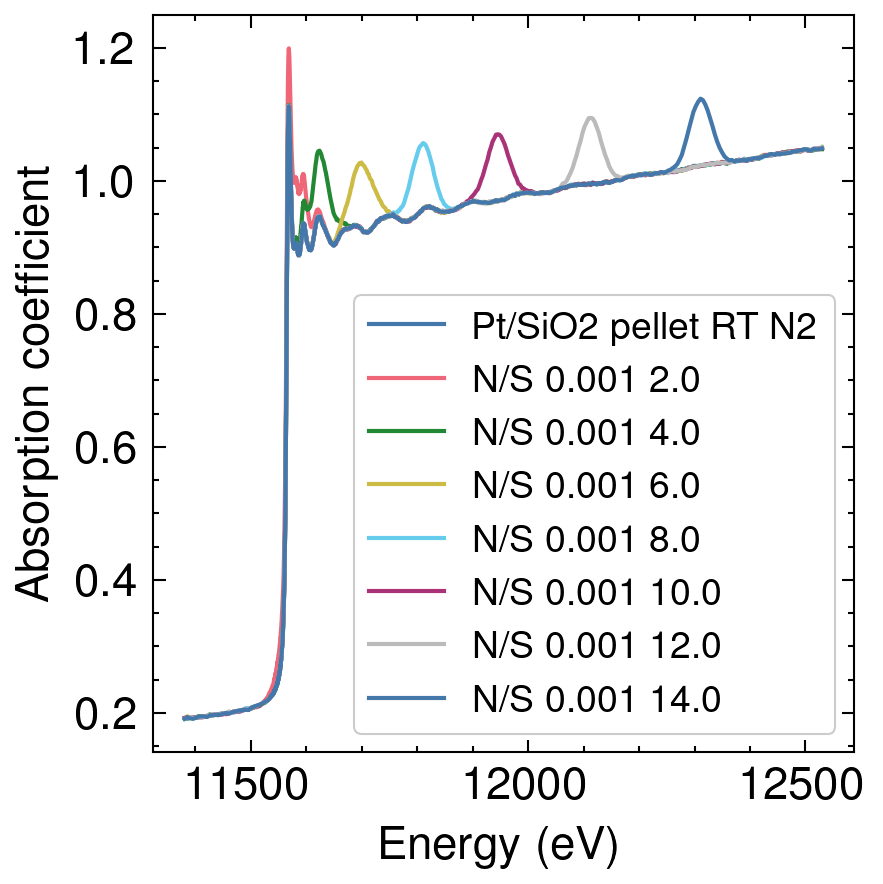 1.2
1.0
0.8
0.6
0.4
0.2
Absorption coefficient
Pt/SiO2 pellet RT N2
N/S 0.001 2.0
N/S 0.001 4.0
N/S 0.001 6.0
N/S 0.001 8.0
N/S 0.001 10.0
N/S 0.001 12.0
N/S 0.001 14.0
11500 12000 12500
Energy (eV)